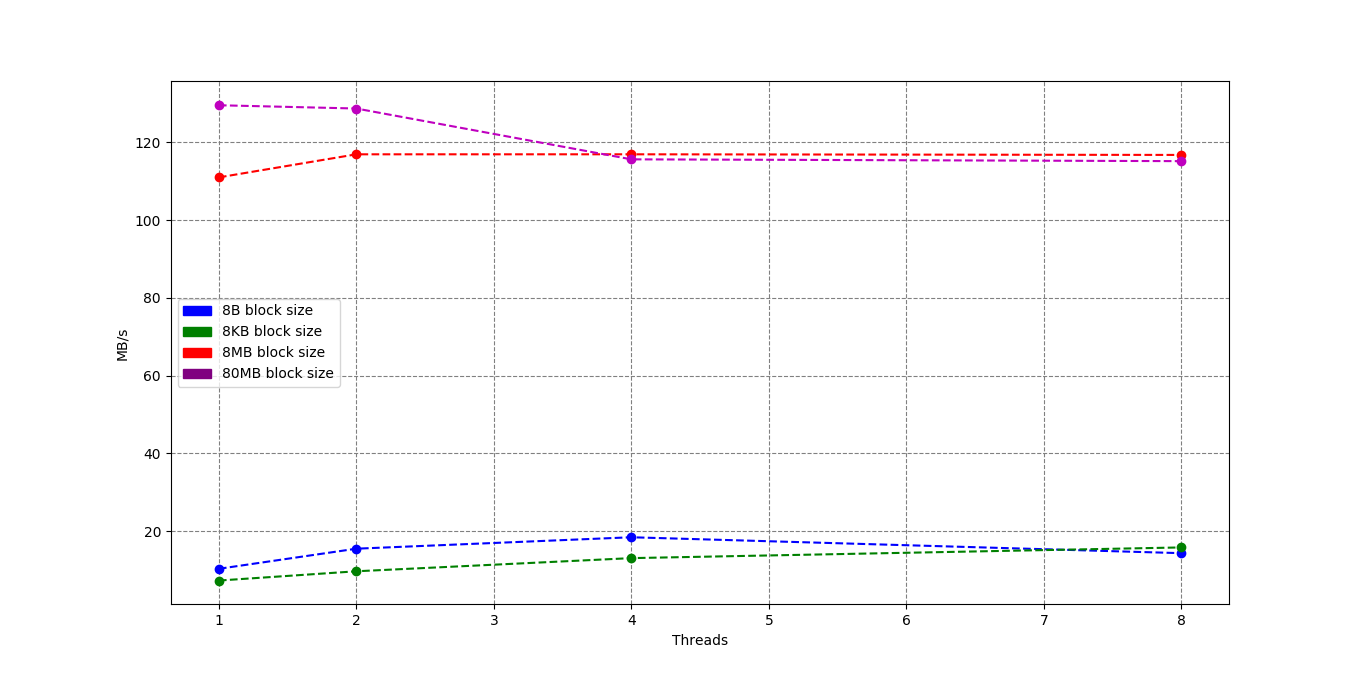 120
100
80
60
40
20
MB/s
8B block size
8KB block size
8MB block size
80MB block size
1 2 3 4 5 6 7 8
Threads